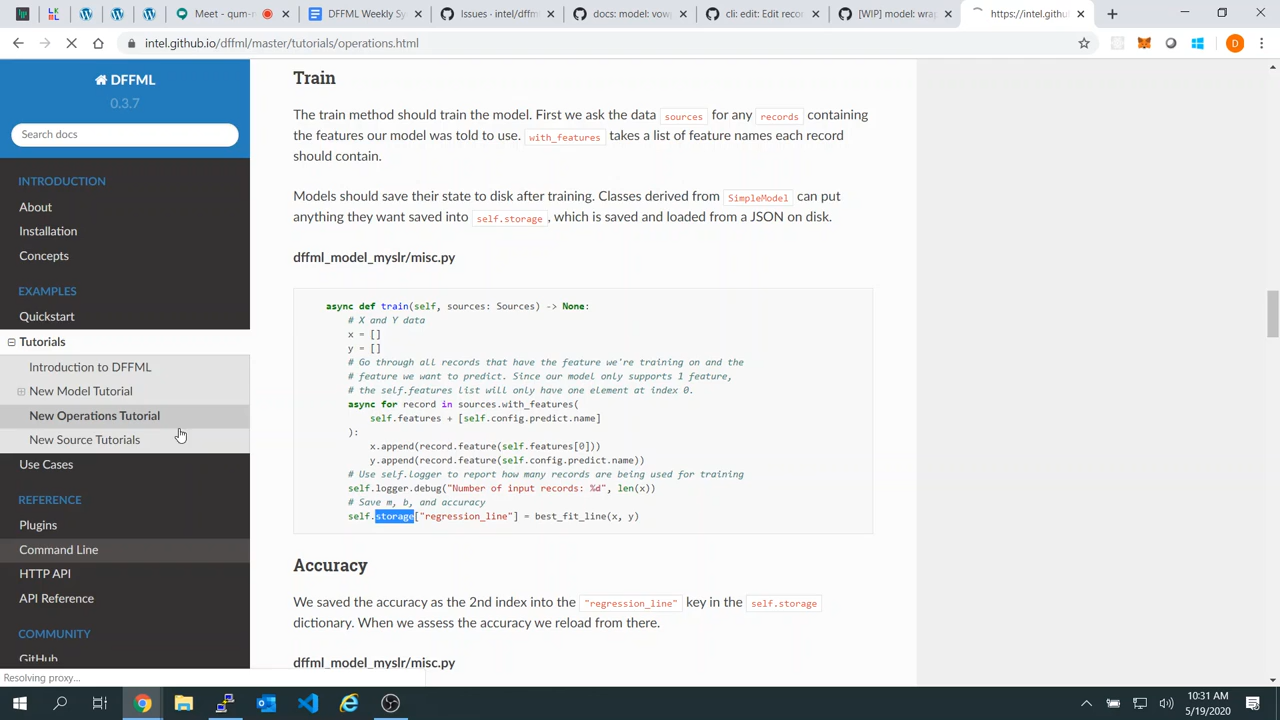 Meet - qum-m
DFFML Weekly Sy
Issues · intel/dffml
docs: model: vow
cli: edit: Edit reco
[WIP] model: wra
https://intel.githu
intel.github.io/dffml/master/tutorials/operations.html
D
DFFML
0.3.7
Search docs
INTRODUCTION
About
Installation
Concepts
EXAMPLES
Quickstart
Tutorials
Introduction to DFFML
New Model Tutorial
New Operations Tutorial
New Source Tutorials
Use Cases
REFERENCE
Plugins
Command Line
HTTP API
API Reference
COMMUNITY
GitHub
Resolving proxy...
Train
The train method should train the model. First we ask the data sources for any records containing
the features our model was told to use. with_features takes a list of feature names each record
should contain.
Models should save their state to disk after training. Classes derived from SimpleModel can put
anything they want saved into self.storage, which is saved and loaded from a JSON on disk.
dffml_model_myslr/misc.py
async def train(self, sources: Sources) -> None:
# X and Y data
x = []
y = []
# Go through all records that have the feature we're training on and the
# feature we want to predict. Since our model only supports 1 feature,
# the self.features list will only have one element at index 0.
async for record in sources.with_features(
self.features + [self.config.predict.name]
):
x.append(record.feature(self.features[0]))
y.append(record.feature(self.config.predict.name))
# Use self.logger to report how many records are being used for training
self.logger.debug("Number of input records: %d", len(x))
# Save m, b, and accuracy
self.storage["regression_line"] = best_fit_line(x, y)
Accuracy
We saved the accuracy as the 2nd index into the "regression_line" key in the self.storage
dictionary. When we assess the accuracy we reload from there.
dffml_model_myslr/misc.py
10:31 AM
5/19/2020